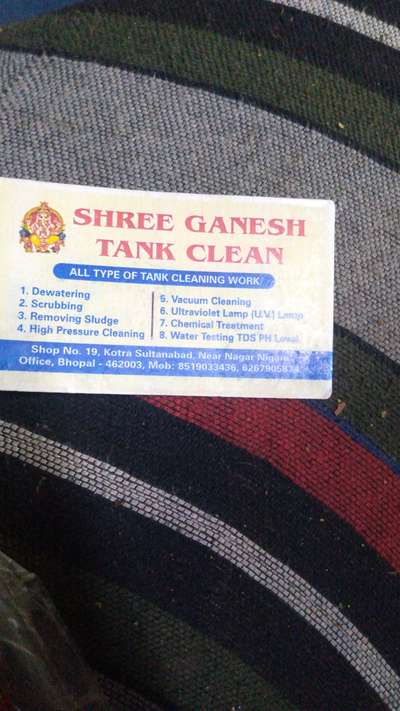 SHREE GANESH
TANK CLEAN
ALL TYPE OF TANK CLEANING WORK
1. Dewatering
2. Scrubbing
3. Removing Sludge
4. High Pressure Cleaning
5. Vacuum Cleaning
6. Ultraviolet Lamp (U.V.) Lamp
7. Chemical Treatment
8. Water Testing TDS PH Lawal
Shop No. 19, Kotra Sultanabad, Near Nagar Nigam
Office, Bhopal - 462003, Mob: 8519033436, 6267905834